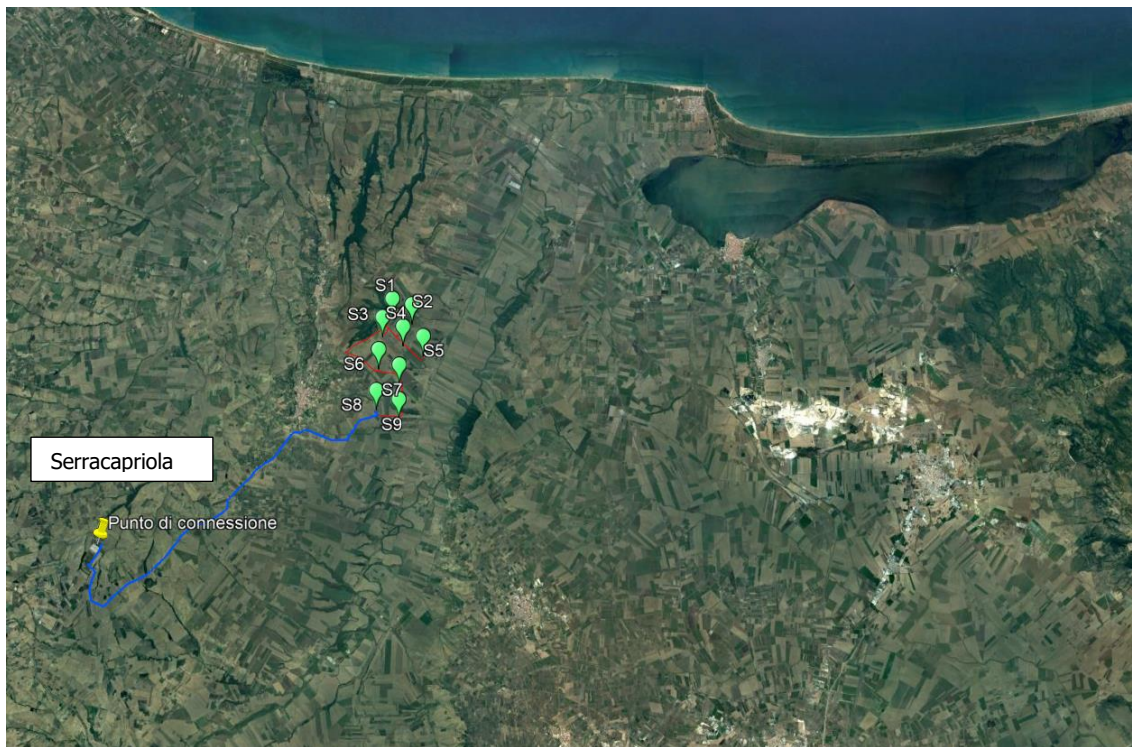 S1
S2
S3
S4
S5
S6
S7
S8
S9
Serracapriola
Punto di connessione